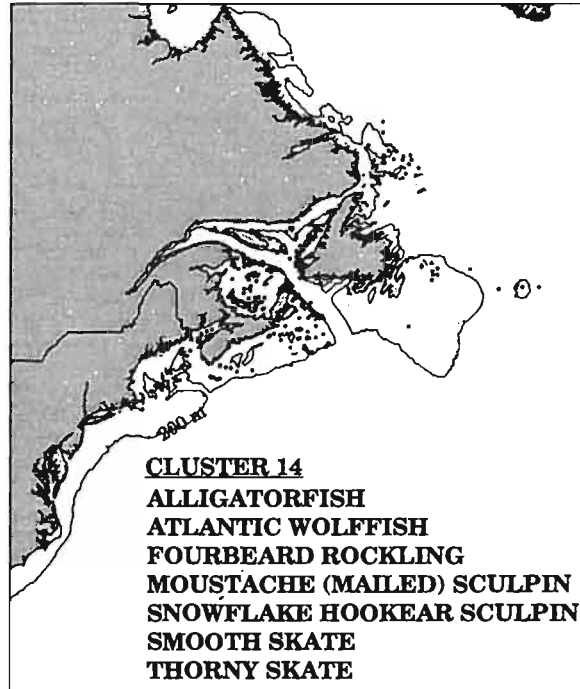 200 m
CLUSTER 14
ALLIGATORFISH
ATLANTIC WOLFFISH
FOURBEARD ROCKLING
MOUSTACHE (MAILED) SCULPIN
SNOWFLAKE HOOKEAR SCULPIN
SMOOTH SKATE
THORNY SKATE